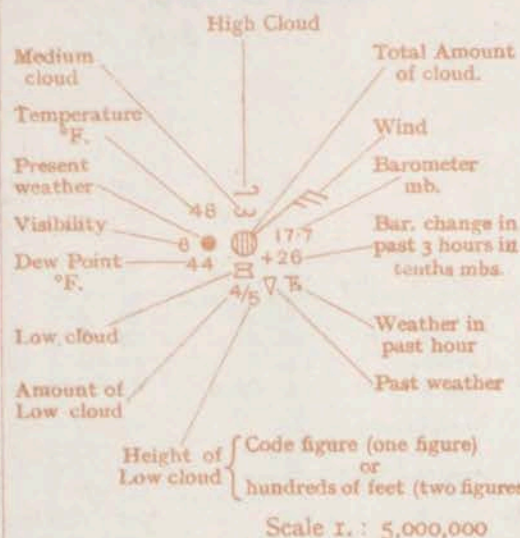 High Cloud
Medium
cloud
Total Amount
of cloud.
Temperature
°F.
Wind
Present
weather
Barometer
mb.
48
Visibility
8
17·7
Bar. change in
past 3 hours in
tenths mbs.
+26
Dew Point
°F.
44
4/5
Low cloud
Weather in
past hour
Amount of
Low cloud
Past weather
Height of
Low cloud
Code figure (one figure)
or
hundreds of feet (two figures
Scale 1. : 5,000,000